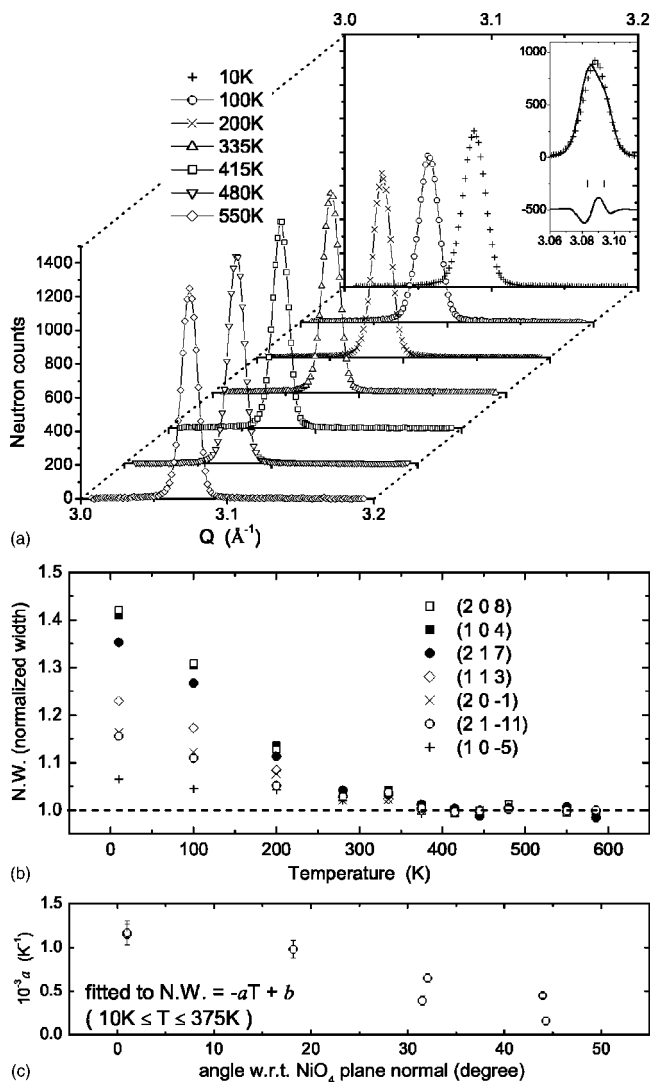 3.0 3.1 3.2
10K
100K
200K
335K
415K
480K
550K
1000
500
0
-500
3.06 3.08 3.10
1400
1200
1000
800
600
400
200
0
Neutron counts
3.0 3.1 3.2
Q (Å⁻¹)
(a)
1.5
1.4
1.3
1.2
1.1
1.0
N.W. (normalized width)
(2 0 8)
(1 0 4)
(2 1 7)
(1 1 3)
(2 0 -1)
(2 1 -11)
(1 0 -5)
0 100 200 300 400 500 600
(b)
Temperature (K)
1.5
1.0
0.5
0.0
10⁻³a (K⁻¹)
fitted to N.W. = -aT + b
( 10K ≤ T ≤ 375K )
0 10 20 30 40 50
(c)
angle w.r.t. NiO₄ plane normal (degree)